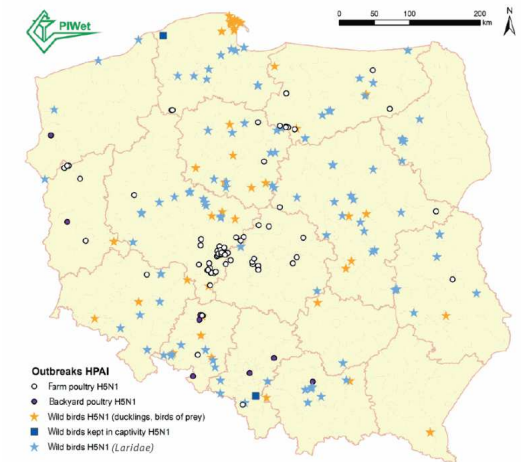 PIWet
0 50 100 200
km
N
Outbreaks HPAI
Farm poultry H5N1
Backyard poultry H5N1
Wild birds H5N1 (ducklings, birds of prey)
Wild birds kept in captivity H5N1
Wild birds H5N1 (Laridae)